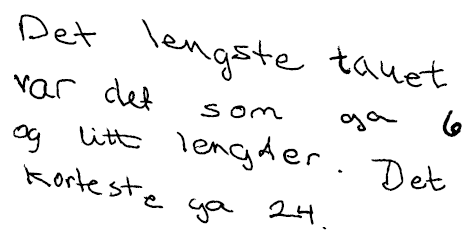 Det lengste tauet
var det som ga 6
og litt lengder. Det
korteste ga 24.